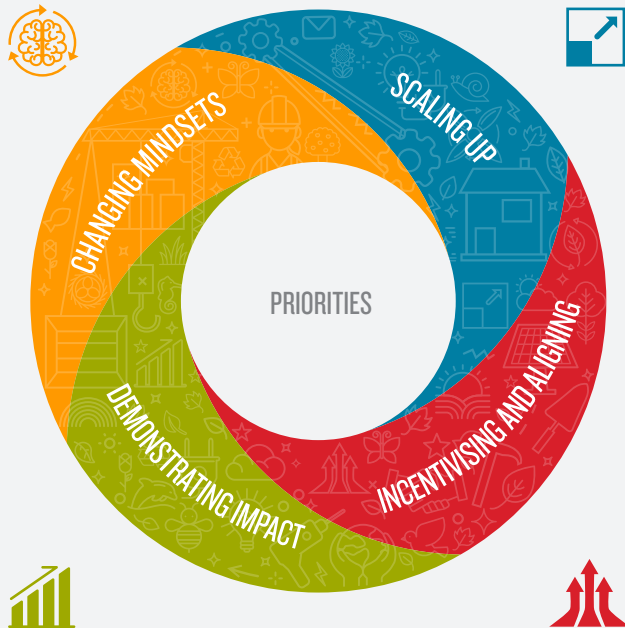 CHANGING MINDSETS
SCALING UP
PRIORITIES
INCENTIVISING AND ALIGNING
DEMONSTRATING IMPACT